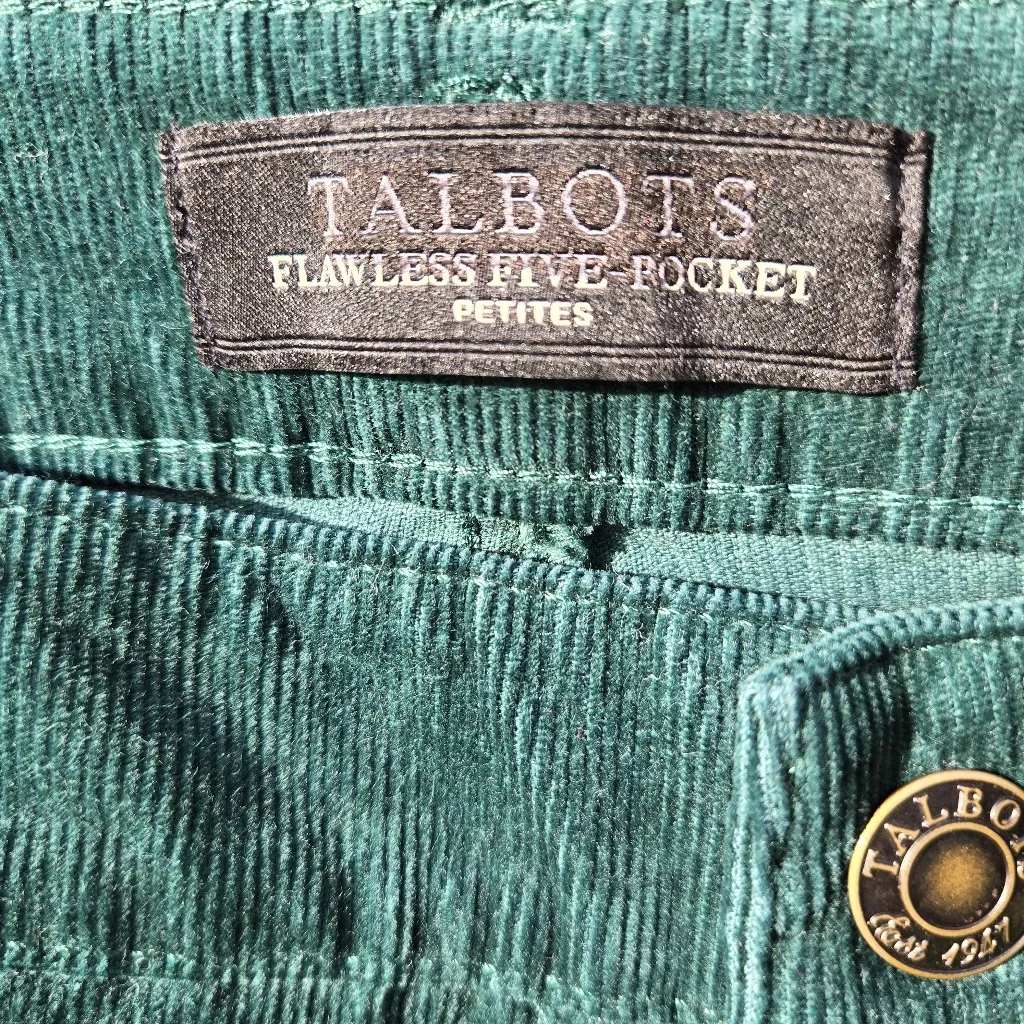 TALBOTS
FLAWLESS FIVE-POCKET
PETITES
TALBOTS
Est 1947